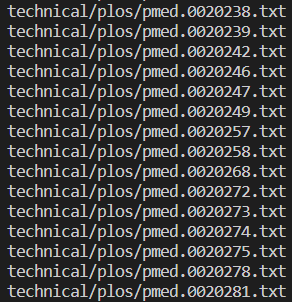 technical/plos/pmed.0020238.txt
technical/plos/pmed.0020239.txt
technical/plos/pmed.0020242.txt
technical/plos/pmed.0020246.txt
technical/plos/pmed.0020247.txt
technical/plos/pmed.0020249.txt
technical/plos/pmed.0020257.txt
technical/plos/pmed.0020258.txt
technical/plos/pmed.0020268.txt
technical/plos/pmed.0020272.txt
technical/plos/pmed.0020273.txt
technical/plos/pmed.0020274.txt
technical/plos/pmed.0020275.txt
technical/plos/pmed.0020278.txt
technical/plos/pmed.0020281.txt